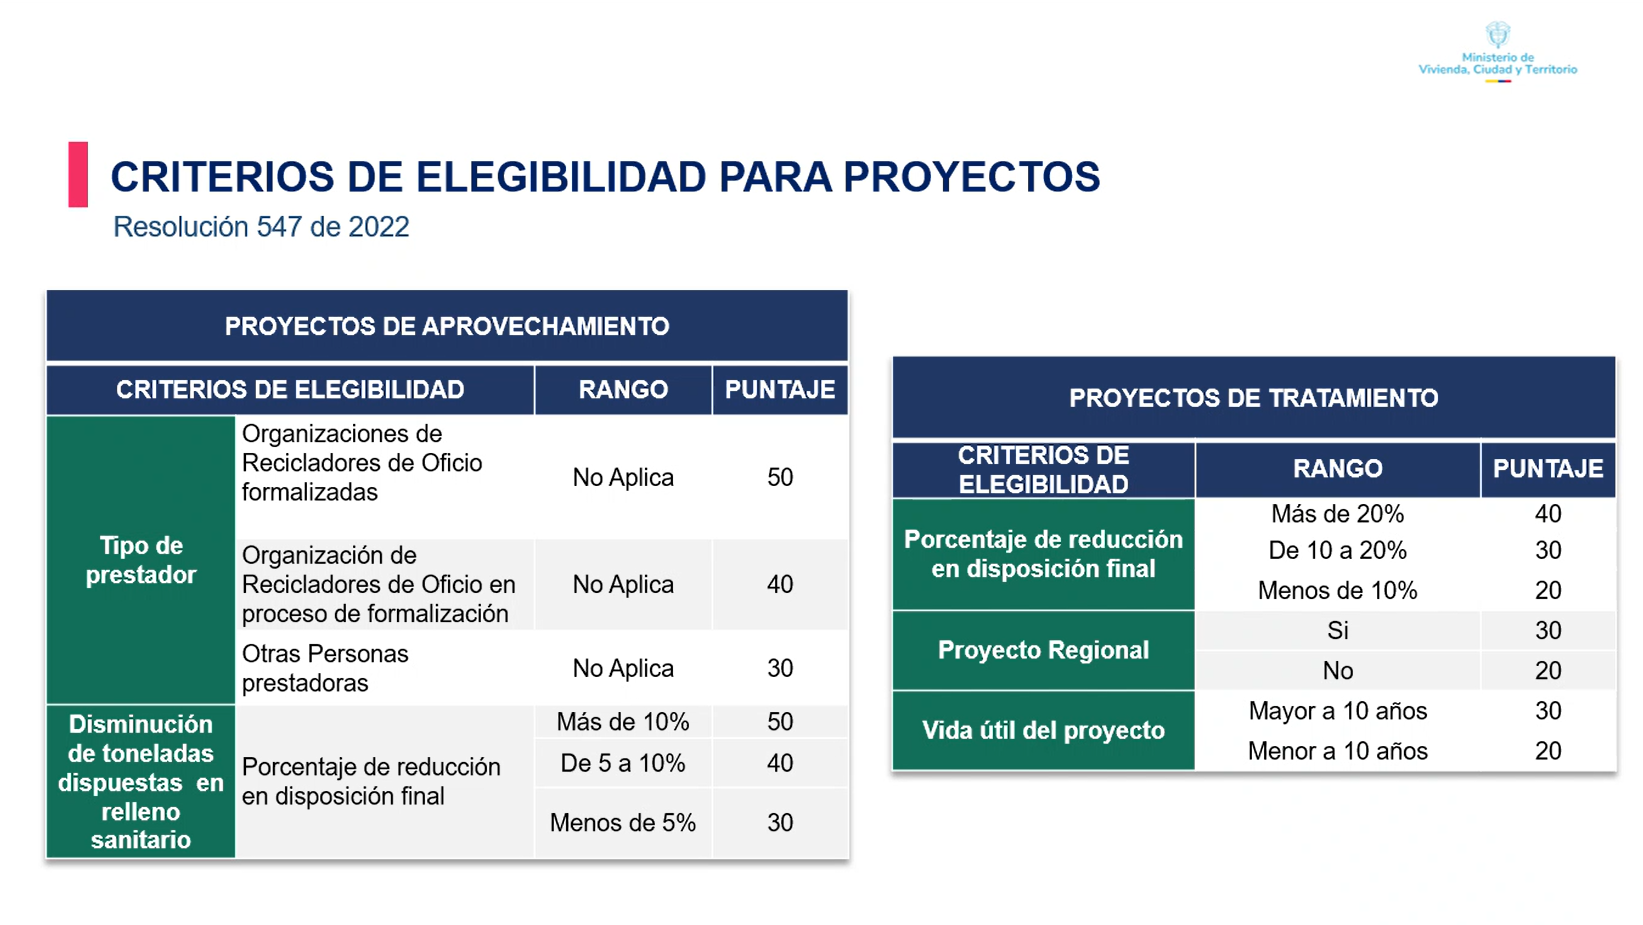 Ministerio de
Vivienda, Ciudad y Territorio
CRITERIOS DE ELEGIBILIDAD PARA PROYECTOS
Resolución 547 de 2022
PROYECTOS DE APROVECHAMIENTO
CRITERIOS DE ELEGIBILIDAD RANGO PUNTAJE
Tipo de
prestador
Organizaciones de
Recicladores de Oficio
formalizadas
No Aplica 50
Organización de
Recicladores de Oficio en
proceso de formalización
No Aplica 40
Otras Personas
prestadoras
No Aplica 30
Disminución
de toneladas
dispuestas en
relleno
sanitario
Porcentaje de reducción
en disposición final
Más de 10% 50
De 5 a 10% 40
Menos de 5% 30
PROYECTOS DE TRATAMIENTO
CRITERIOS DE
ELEGIBILIDAD
RANGO PUNTAJE
Porcentaje de reducción
en disposición final
Más de 20% 40
De 10 a 20% 30
Menos de 10% 20
Proyecto Regional
Si 30
No 20
Vida útil del proyecto
Mayor a 10 años 30
Menor a 10 años 20